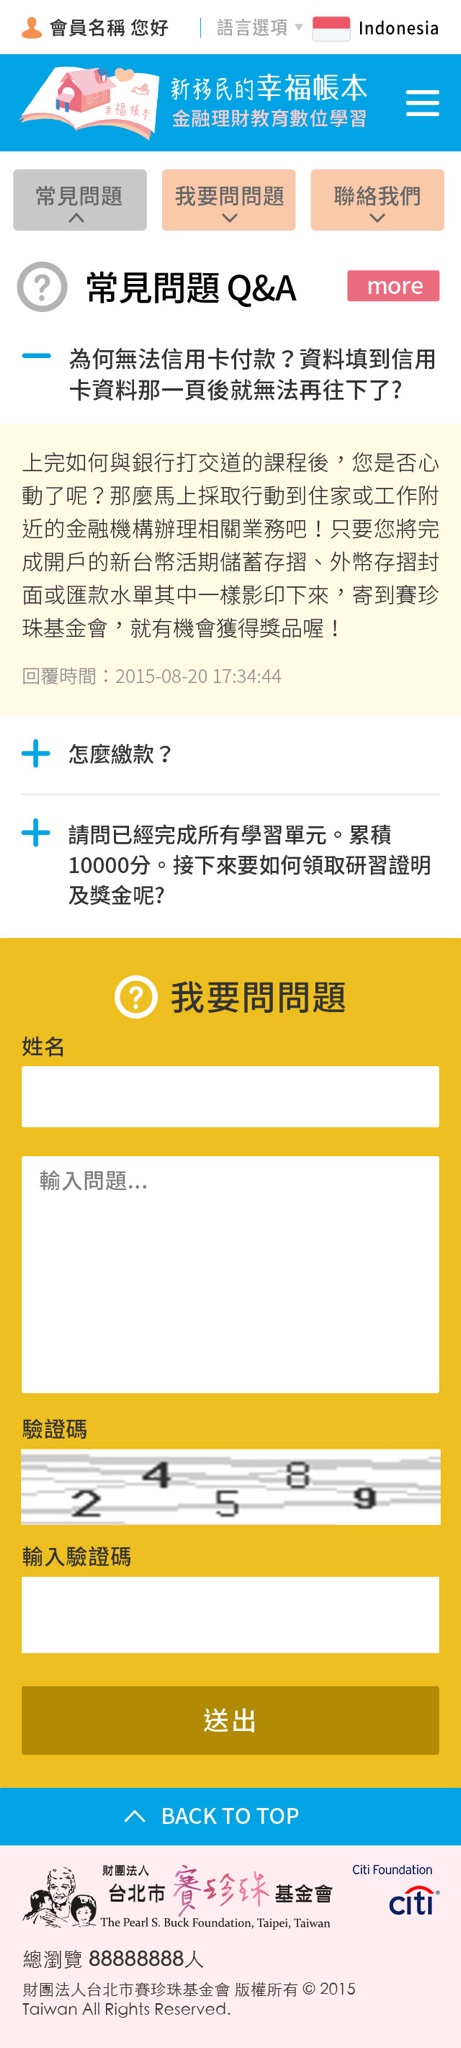 會員名稱 您好
語言選項
Indonesia
幸福帳本
新移民的幸福帳本
金融理財教育數位學習
常見問題
我要問問題
聯絡我們
常見問題 Q&A
more
為何無法信用卡付款？資料填到信用
卡資料那一頁後就無法再往下了?
上完如何與銀行打交道的課程後，您是否心
動了呢？那麼馬上採取行動到住家或工作附
近的金融機構辦理相關業務吧！只要您將完
成開戶的新台幣活期儲蓄存摺、外幣存摺封
面或匯款水單其中一樣影印下來，寄到賽珍
珠基金會，就有機會獲得獎品喔！
回覆時間：2015-08-20 17:34:44
怎麼繳款？
請問已經完成所有學習單元。累積
10000分。接下來要如何領取研習證明
及獎金呢?
我要問問題
姓名
輸入問題...
驗證碼
2 4 5 8 9
輸入驗證碼
送出
BACK TO TOP
財團法人
台北市賽珍珠基金會
The Pearl S. Buck Foundation, Taipei, Taiwan
Citi Foundation
citi®
總瀏覽 88888888人
財團法人台北市賽珍珠基金會 版權所有 © 2015
Taiwan All Rights Reserved.